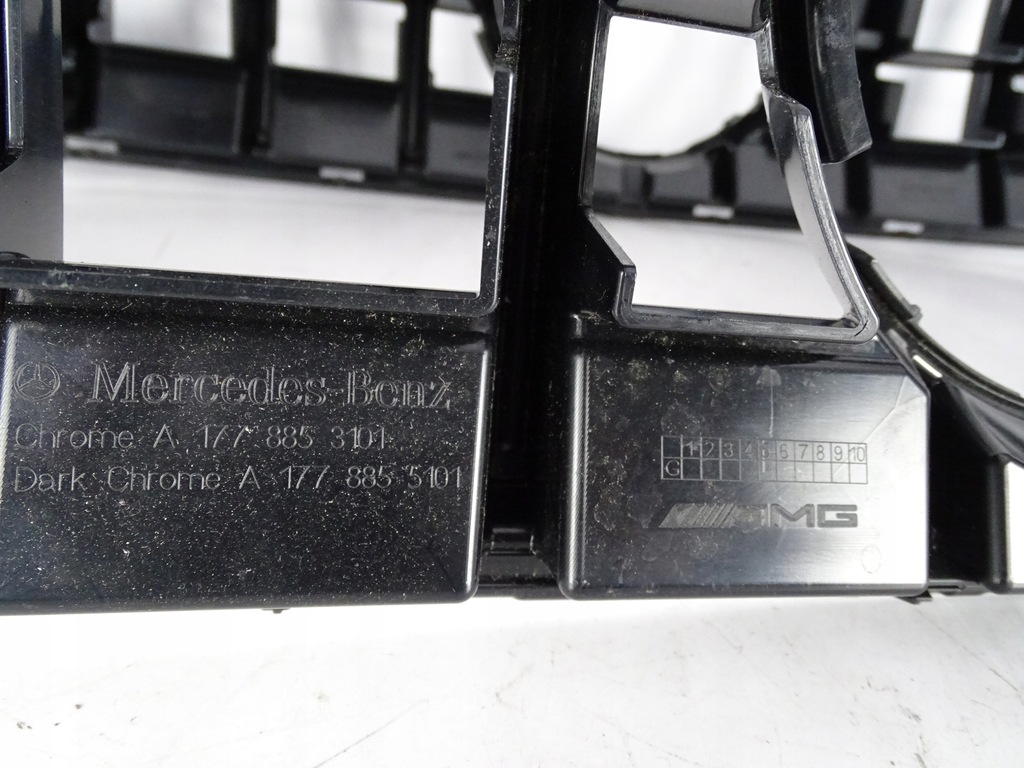 Mercedes-Benz
Chrome A 177 885 3101
Dark Chrome A 177 885 5101
1 2 3 4 5 6 7 8 9 10
G
AMG